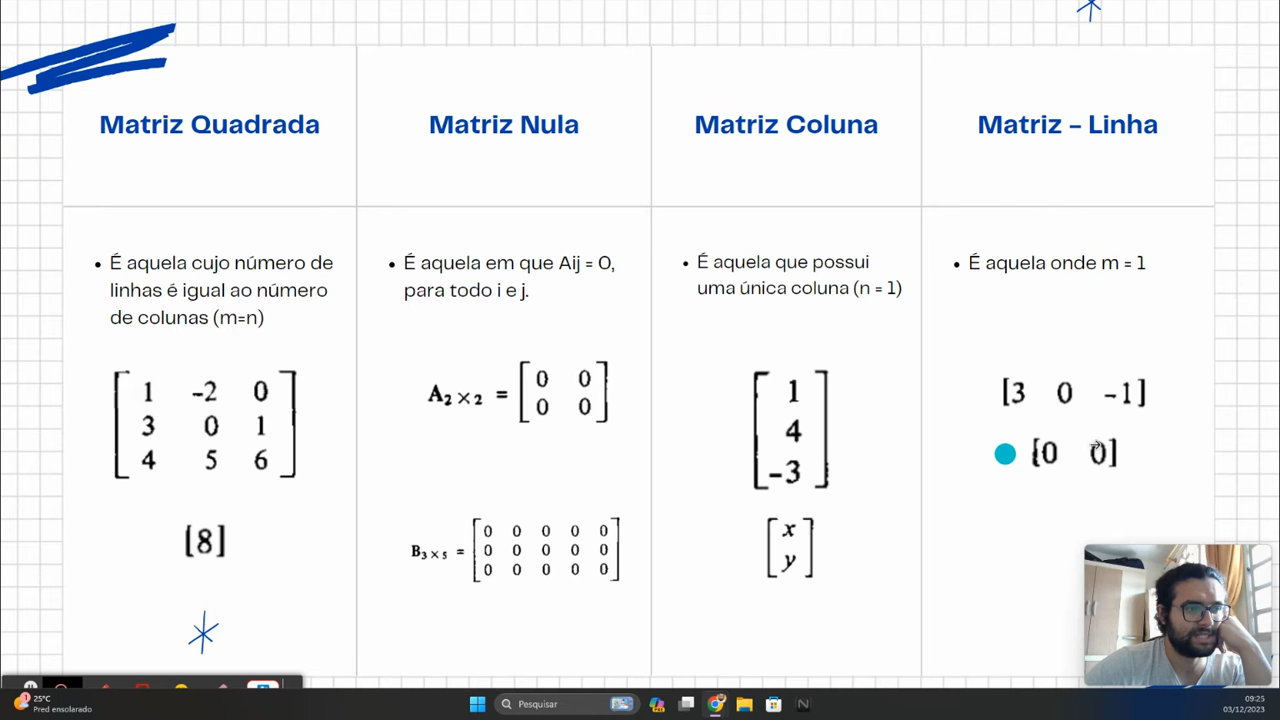 Matriz Quadrada
Matriz Nula
Matriz Coluna
Matriz - Linha
• É aquela cujo número de
linhas é igual ao número
de colunas (m=n)
[1 -2 0
3 0 1
4 5 6]
[8]
• É aquela em que Aij = 0,
para todo i e j.
A2 × 2 = [0 0
0 0]
B3 × 5 = [0 0 0 0 0
0 0 0 0 0
0 0 0 0 0]
• É aquela que possui
uma única coluna (n = 1)
[1
4
-3]
[x
y]
• É aquela onde m = 1
[3 0 -1]
[0 0]
1
25°C
Pred ensolarado
Pesquisar
09:25
03/12/2023